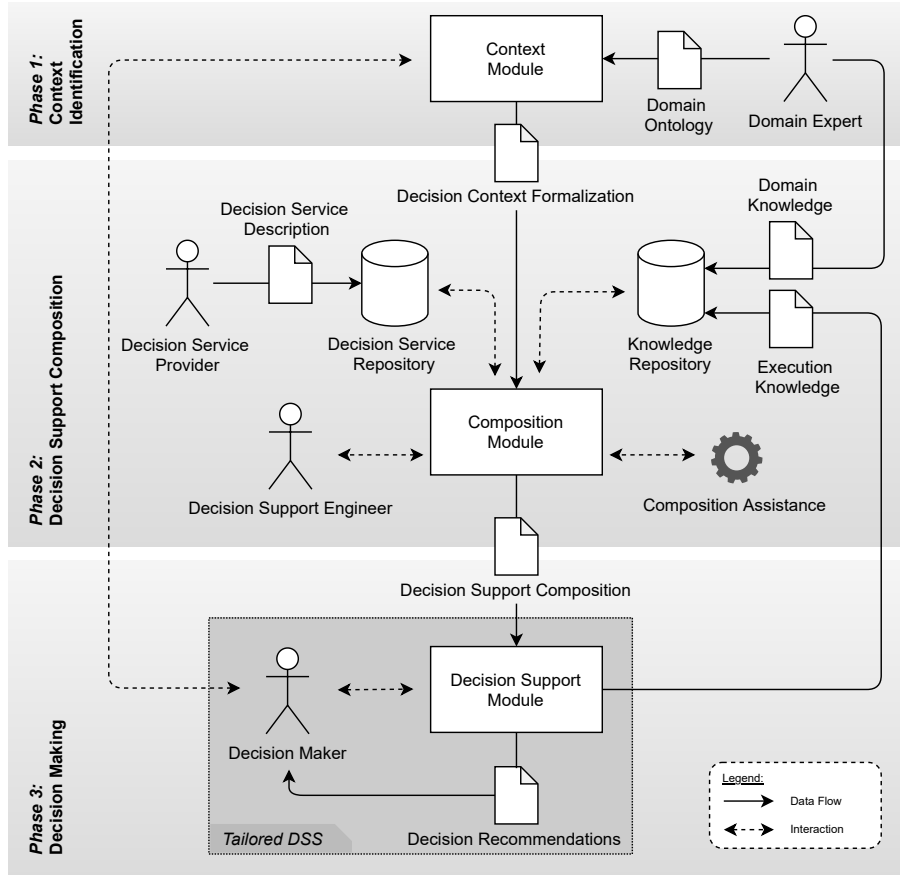 Phase 1:
Context
Identification
Context
Module
Domain
Ontology
Domain Expert
Decision Context Formalization
Phase 2:
Decision Support Composition
Decision Service
Description
Domain
Knowledge
Decision Service
Provider
Decision Service
Repository
Knowledge
Repository
Execution
Knowledge
Composition
Module
Decision Support Engineer
Composition Assistance
Decision Support Composition
Phase 3:
Decision Making
Decision Support
Module
Decision Maker
Decision Recommendations
Tailored DSS
Legend:
Data Flow
Interaction